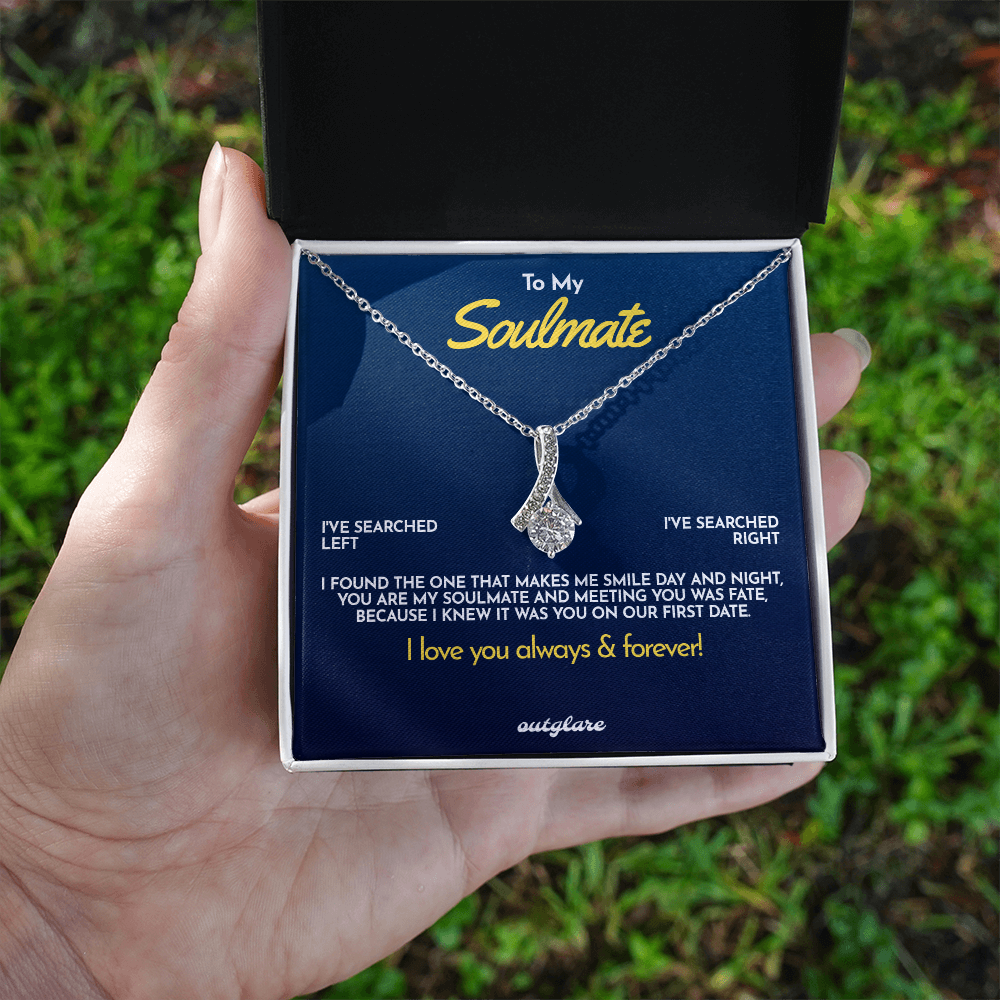 To My
Soulmate
I'VE SEARCHED
LEFT
I'VE SEARCHED
RIGHT
I FOUND THE ONE THAT MAKES ME SMILE DAY AND NIGHT,
YOU ARE MY SOULMATE AND MEETING YOU WAS FATE,
BECAUSE I KNEW IT WAS YOU ON OUR FIRST DATE.
I love you always & forever!
outglare